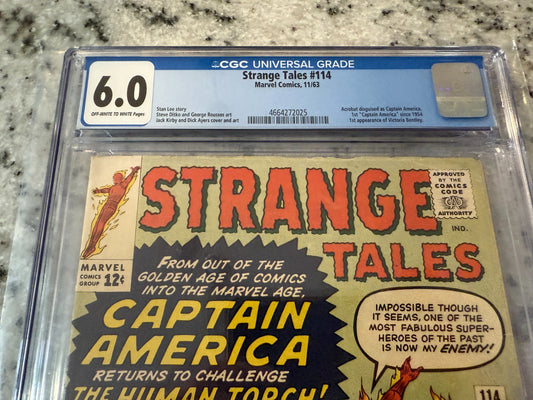 CGC UNIVERSAL GRADE
Strange Tales #114
Marvel Comics, 11/63
6.0
OFF-WHITE TO WHITE Pages
Stan Lee story
Steve Ditko and George Roussos art
Jack Kirby and Dick Ayers cover and art
4664272025
Acrobat disguised as Captain America.
1st "Captain America" since 1954
1st appearance of Victoria Bentley.
MARVEL
COMICS
GROUP
12¢
STRANGE
TALES
APPROVED
BY THE
COMICS
CODE
AUTHORITY
IND.
FROM OUT OF THE
GOLDEN AGE OF COMICS
INTO THE MARVEL AGE,
CAPTAIN
AMERICA
RETURNS TO CHALLENGE
THE HUMAN TORCH!
IMPOSSIBLE THOUGH
IT SEEMS, ONE OF THE
MOST FABULOUS SUPER-
HEROES OF THE PAST
IS NOW MY ENEMY!
114